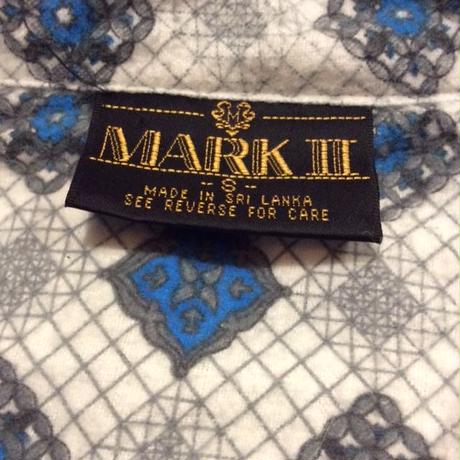 M
MARK II
-S-
MADE IN SRI LANKA
SEE REVERSE FOR CARE